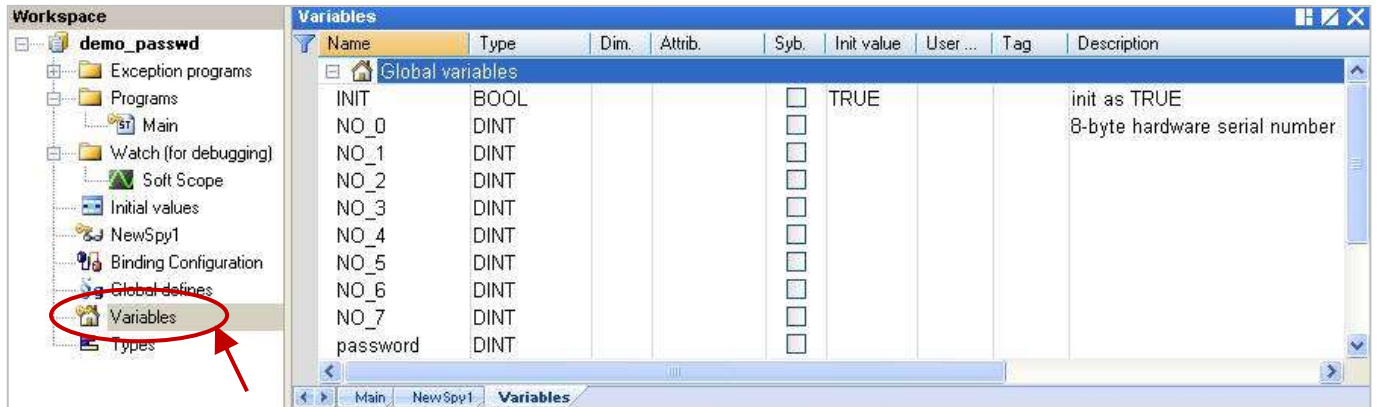 Workspace
demo_passwd
Exception programs
Programs
ST Main
Watch (for debugging)
Soft Scope
Initial values
NewSpy1
Binding Configuration
Global defines
Variables
Types
Variables
Name Type Dim. Attrib. Syb. Init value User ... Tag Description
Global variables
INIT BOOL TRUE init as TRUE
NO_0 DINT 8-byte hardware serial number
NO_1 DINT
NO_2 DINT
NO_3 DINT
NO_4 DINT
NO_5 DINT
NO_6 DINT
NO_7 DINT
password DINT
Main NewSpy1 Variables